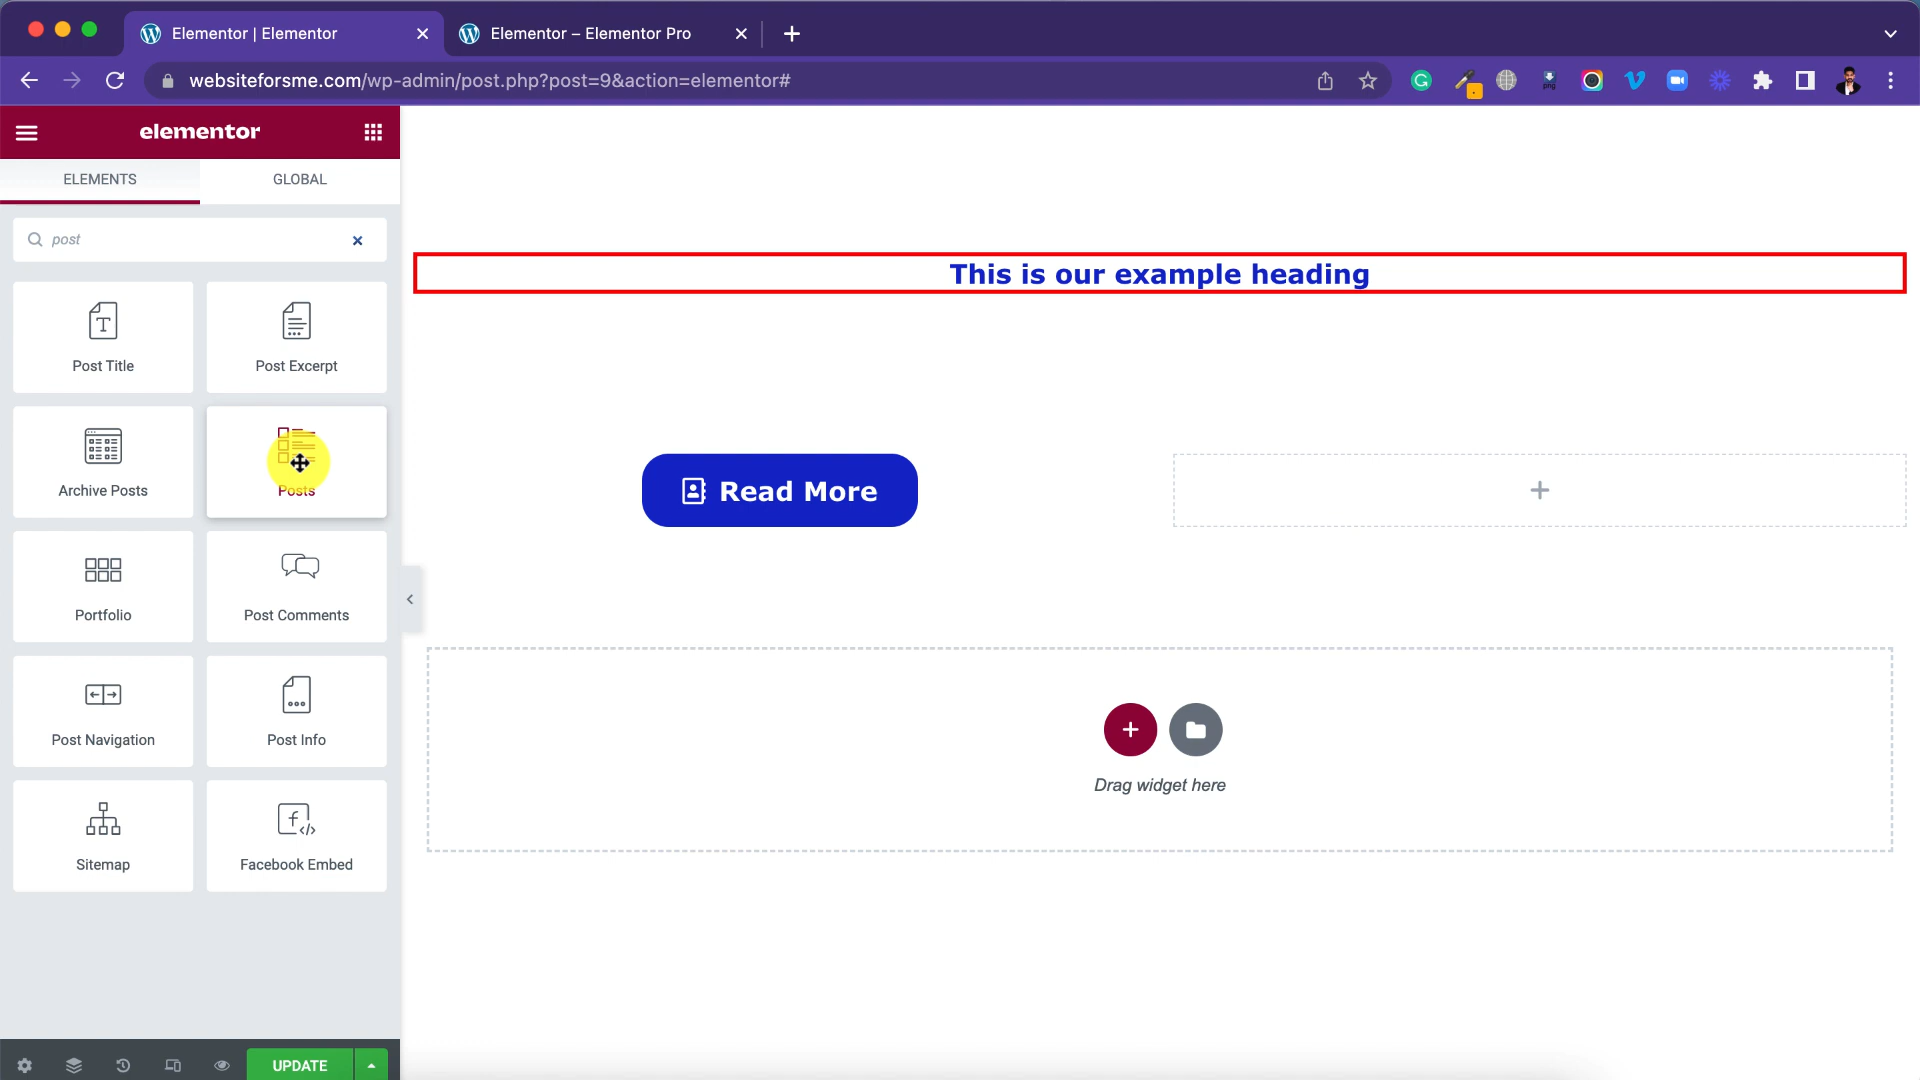 Elementor | Elementor
Elementor – Elementor Pro
websiteforsme.com/wp-admin/post.php?post=9&action=elementor#
png
elementor
ELEMENTS
GLOBAL
post
Post Title
Post Excerpt
Archive Posts
Posts
Portfolio
Post Comments
Post Navigation
Post Info
Sitemap
Facebook Embed
UPDATE
This is our example heading
Read More
Drag widget here